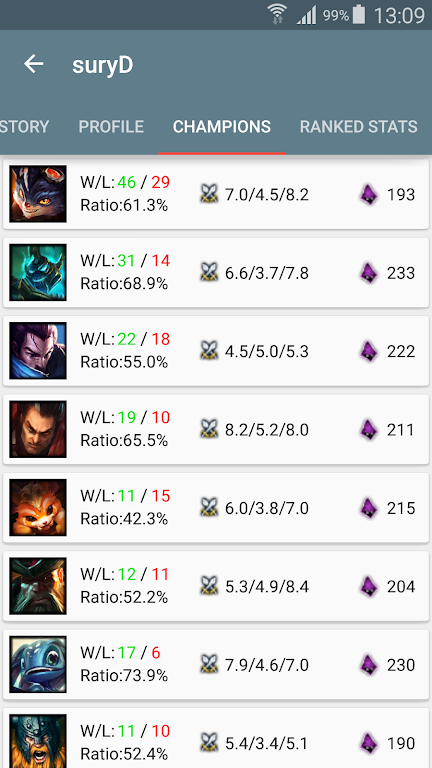 99% 13:09
suryD
STORY PROFILE CHAMPIONS RANKED STATS
W/L: 46 / 29
Ratio:61.3%
7.0/4.5/8.2
193
W/L: 31 / 14
Ratio:68.9%
6.6/3.7/7.8
233
W/L: 22 / 18
Ratio:55.0%
4.5/5.0/5.3
222
W/L: 19 / 10
Ratio:65.5%
8.2/5.2/8.0
211
W/L: 11 / 15
Ratio:42.3%
6.0/3.8/7.0
215
W/L: 12 / 11
Ratio:52.2%
5.3/4.9/8.4
204
W/L: 17 / 6
Ratio:73.9%
7.9/4.6/7.0
230
W/L: 11 / 10
Ratio:52.4%
5.4/3.4/5.1
190